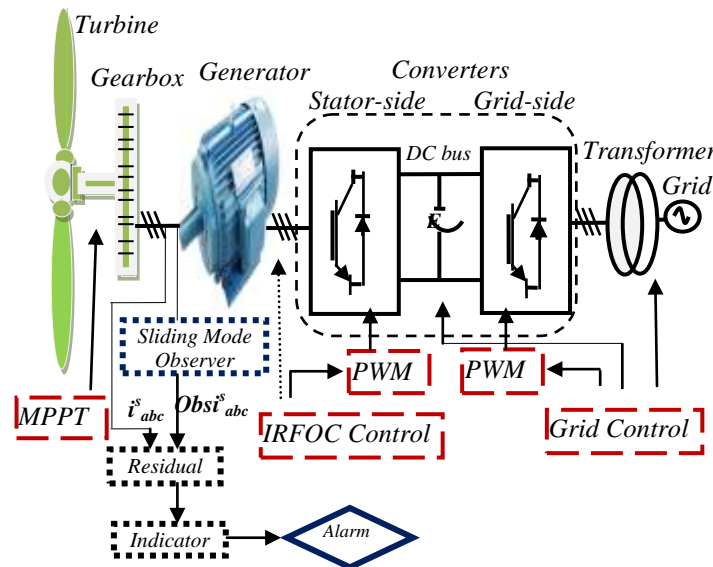 Turbine
Gearbox
Generator
Converters
Stator-side
Grid-side
DC bus
E
Transformer
Grid
Sliding Mode
Observer
PWM
PWM
MPPT
i^s_abc
Obsi^s_abc
IRFOC Control
Grid Control
Residual
Indicator
Alarm